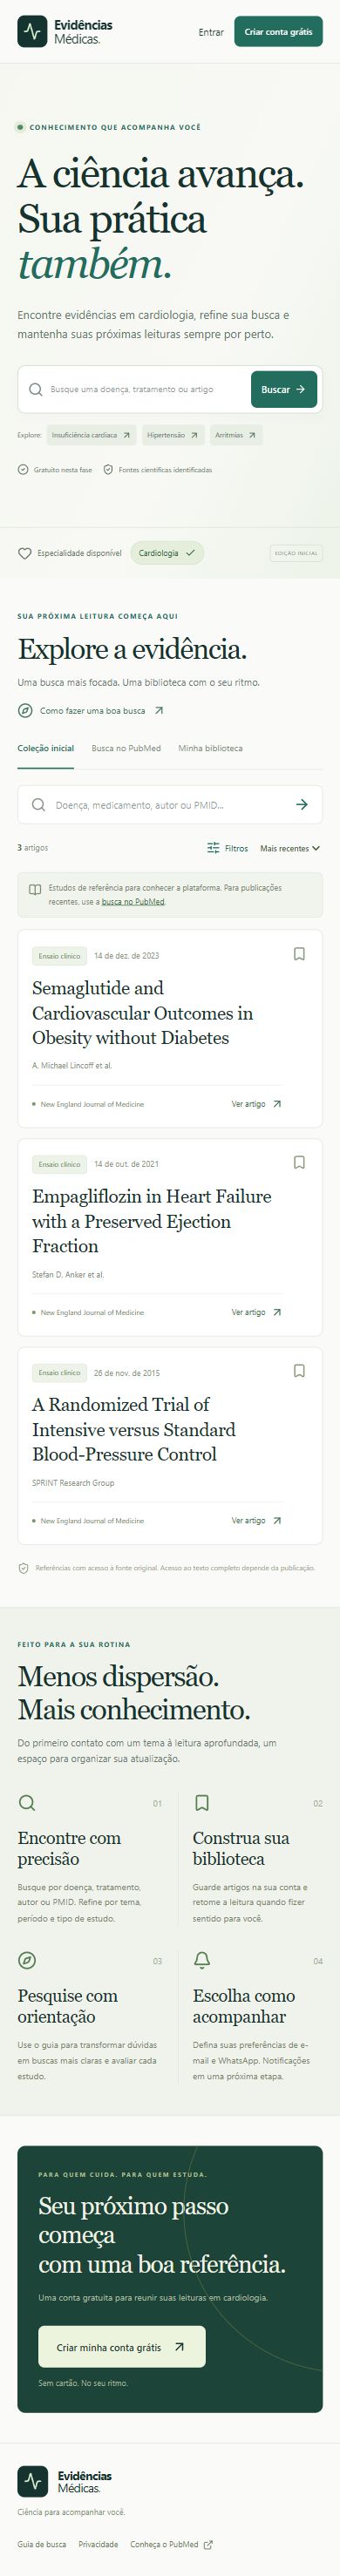 Evidências
Médicas.
Entrar
Criar conta grátis
CONHECIMENTO QUE ACOMPANHA VOCÊ
A ciência avança.
Sua prática
também.
Encontre evidências em cardiologia, refine sua busca e
mantenha suas próximas leituras sempre por perto.
Busque uma doença, tratamento ou artigo
Buscar
Explore:
Insuficiência cardíaca
Hipertensão
Arritmias
Gratuito nesta fase
Fontes científicas identificadas
Especialidade disponível
Cardiologia
EDIÇÃO INICIAL
SUA PRÓXIMA LEITURA COMEÇA AQUI
Explore a evidência.
Uma busca mais focada. Uma biblioteca com o seu ritmo.
Como fazer uma boa busca
Coleção inicial
Busca no PubMed
Minha biblioteca
Doença, medicamento, autor ou PMID...
3 artigos
Filtros
Mais recentes
Estudos de referência para conhecer a plataforma. Para publicações
recentes, use a busca no PubMed.
Ensaio clínico
14 de dez. de 2023
Semaglutide and
Cardiovascular Outcomes in
Obesity without Diabetes
A. Michael Lincoff et al.
New England Journal of Medicine
Ver artigo
Ensaio clínico
14 de out. de 2021
Empagliflozin in Heart Failure
with a Preserved Ejection
Fraction
Stefan D. Anker et al.
New England Journal of Medicine
Ver artigo
Ensaio clínico
26 de nov. de 2015
A Randomized Trial of
Intensive versus Standard
Blood-Pressure Control
SPRINT Research Group
New England Journal of Medicine
Ver artigo
Referências com acesso à fonte original. Acesso ao texto completo depende da publicação.
FEITO PARA A SUA ROTINA
Menos dispersão.
Mais conhecimento.
Do primeiro contato com um tema à leitura aprofundada, um
espaço para organizar sua atualização.
01
Encontre com
precisão
Busque por doença, tratamento,
autor ou PMID. Refine por tema,
período e tipo de estudo.
02
Construa sua
biblioteca
Guarde artigos na sua conta e
retome a leitura quando fizer
sentido para você.
03
Pesquise com
orientação
Use o guia para transformar dúvidas
em buscas mais claras e avaliar cada
estudo.
04
Escolha como
acompanhar
Defina suas preferências de e-
mail e WhatsApp. Notificações
em uma próxima etapa.
PARA QUEM CUIDA. PARA QUEM ESTUDA.
Seu próximo passo
começa
com uma boa referência.
Uma conta gratuita para reunir suas leituras em cardiologia.
Criar minha conta grátis
Sem cartão. No seu ritmo.
Evidências
Médicas.
Ciência para acompanhar você.
Guia de busca
Privacidade
Conheça o PubMed